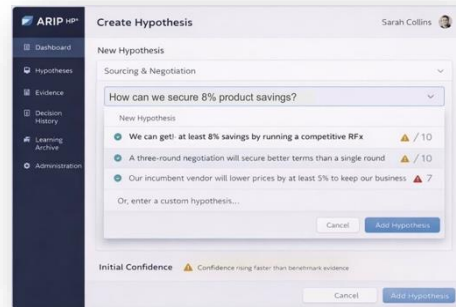 ARIP HP
Create Hypothesis
Sarah Collins
Dashboard
Hypotheses
Evidence
Decision
History
Learning
Archive
Administration
New Hypothesis
Sourcing & Negotiation
How can we secure 8% product savings?
New Hypothesis
We can get!· at least 8% savings by running a competitive RFx
/ 10
A three-round negotiation will secure better terms than a single round
/ 10
Our incumbent vendor will lower prices by at least 5% to keep our business
7
Or, enter a custom hypothesis...
Cancel
Add Hypothesis
Initial Confidence
Confidence rising faster than benchmark evidence
Cancel
Add Hypothesis